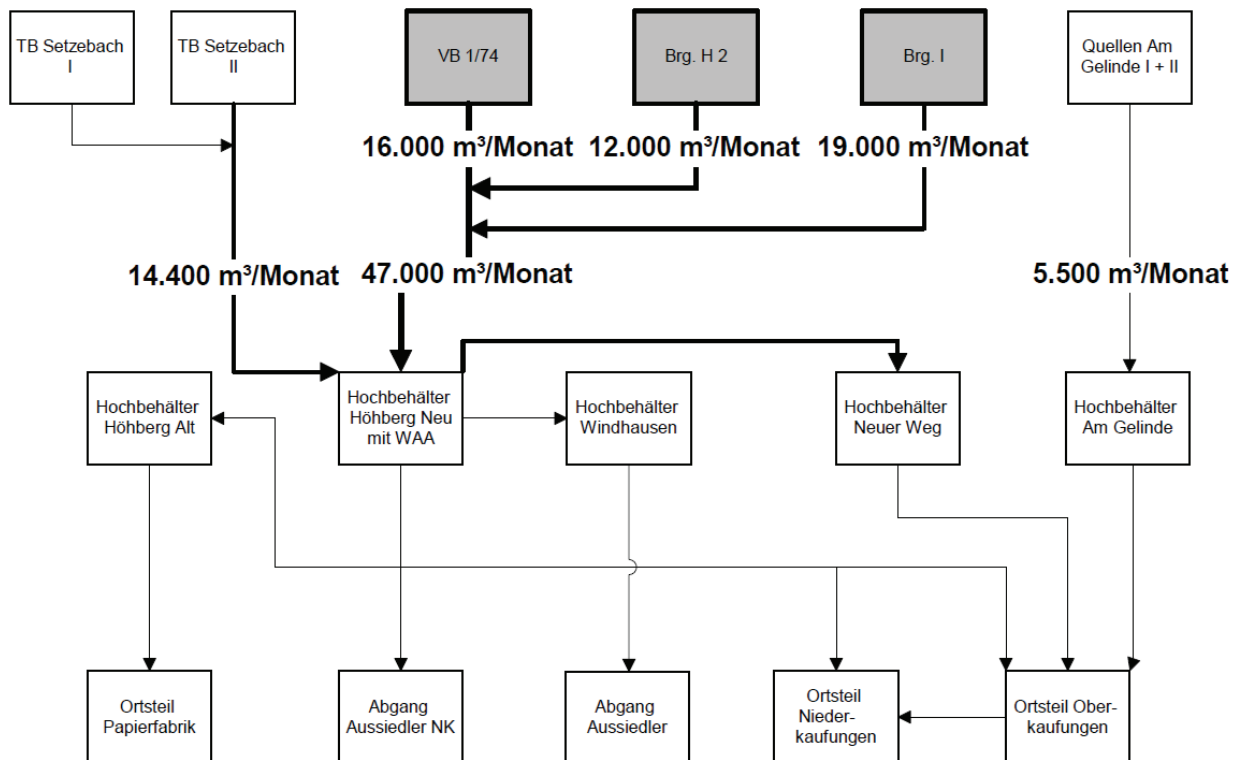 TB Setzebach
I
TB Setzebach
II
VB 1/74
Brg. H 2
Brg. I
Quellen Am
Gelinde I + II
16.000 m³/Monat
12.000 m³/Monat
19.000 m³/Monat
14.400 m³/Monat
47.000 m³/Monat
5.500 m³/Monat
Hochbehälter
Höhberg Alt
Hochbehälter
Höhberg Neu
mit WAA
Hochbehälter
Windhausen
Hochbehälter
Neuer Weg
Hochbehälter
Am Gelinde
Ortsteil
Papierfabrik
Abgang
Aussiedler NK
Abgang
Aussiedler
Ortsteil
Nieder-
kaufungen
Ortsteil Ober-
kaufungen